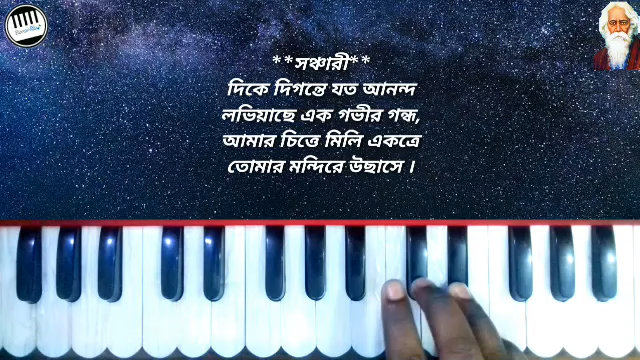 **সঞ্চারী**
দিকে দিগন্তে যত আনন্দ
লভিয়াছে এক গভীর গন্ধ,
আমার চিত্তে মিলি একত্রে
তোমার মন্দিরে উছাসে ।